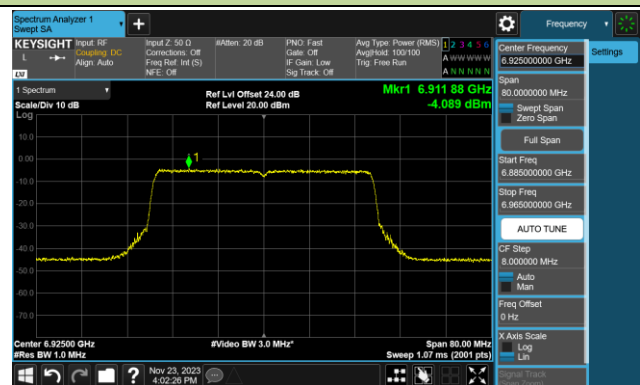 Spectrum Analyzer 1
Swept SA
+
Frequency
KEYSIGHT
L
LXI
Input: RF
Coupling: DC
Align: Auto
Input Z: 50 Ω
Corrections: Off
Freq Ref: Int (S)
NFE: Off
#Atten: 20 dB
PNO: Fast
Gate: Off
IF Gain: Low
Sig Track: Off
Avg Type: Power (RMS)
Avg|Hold: 100/100
Trig: Free Run
1 2 3 4 5 6
A W W W W W
A N N N N N
1 Spectrum
Scale/Div 10 dB
Log
Ref Lvl Offset 24.00 dB
Ref Level 20.00 dBm
Mkr1 6.911 88 GHz
-4.089 dBm
10.0
0.00
-10.0
-20.0
-30.0
-40.0
-50.0
-60.0
-70.0
1
Center 6.92500 GHz
#Res BW 1.0 MHz
#Video BW 3.0 MHz*
Span 80.00 MHz
Sweep 1.07 ms (2001 pts)
Nov 23, 2023
4:02:26 PM
?
Center Frequency
6.925000000 GHz
Settings
Span
80.0000000 MHz
Swept Span
Zero Span
Full Span
Start Freq
6.885000000 GHz
Stop Freq
6.965000000 GHz
AUTO TUNE
CF Step
8.000000 MHz
Auto
Man
Freq Offset
0 Hz
X Axis Scale
Log
Lin
Signal Track